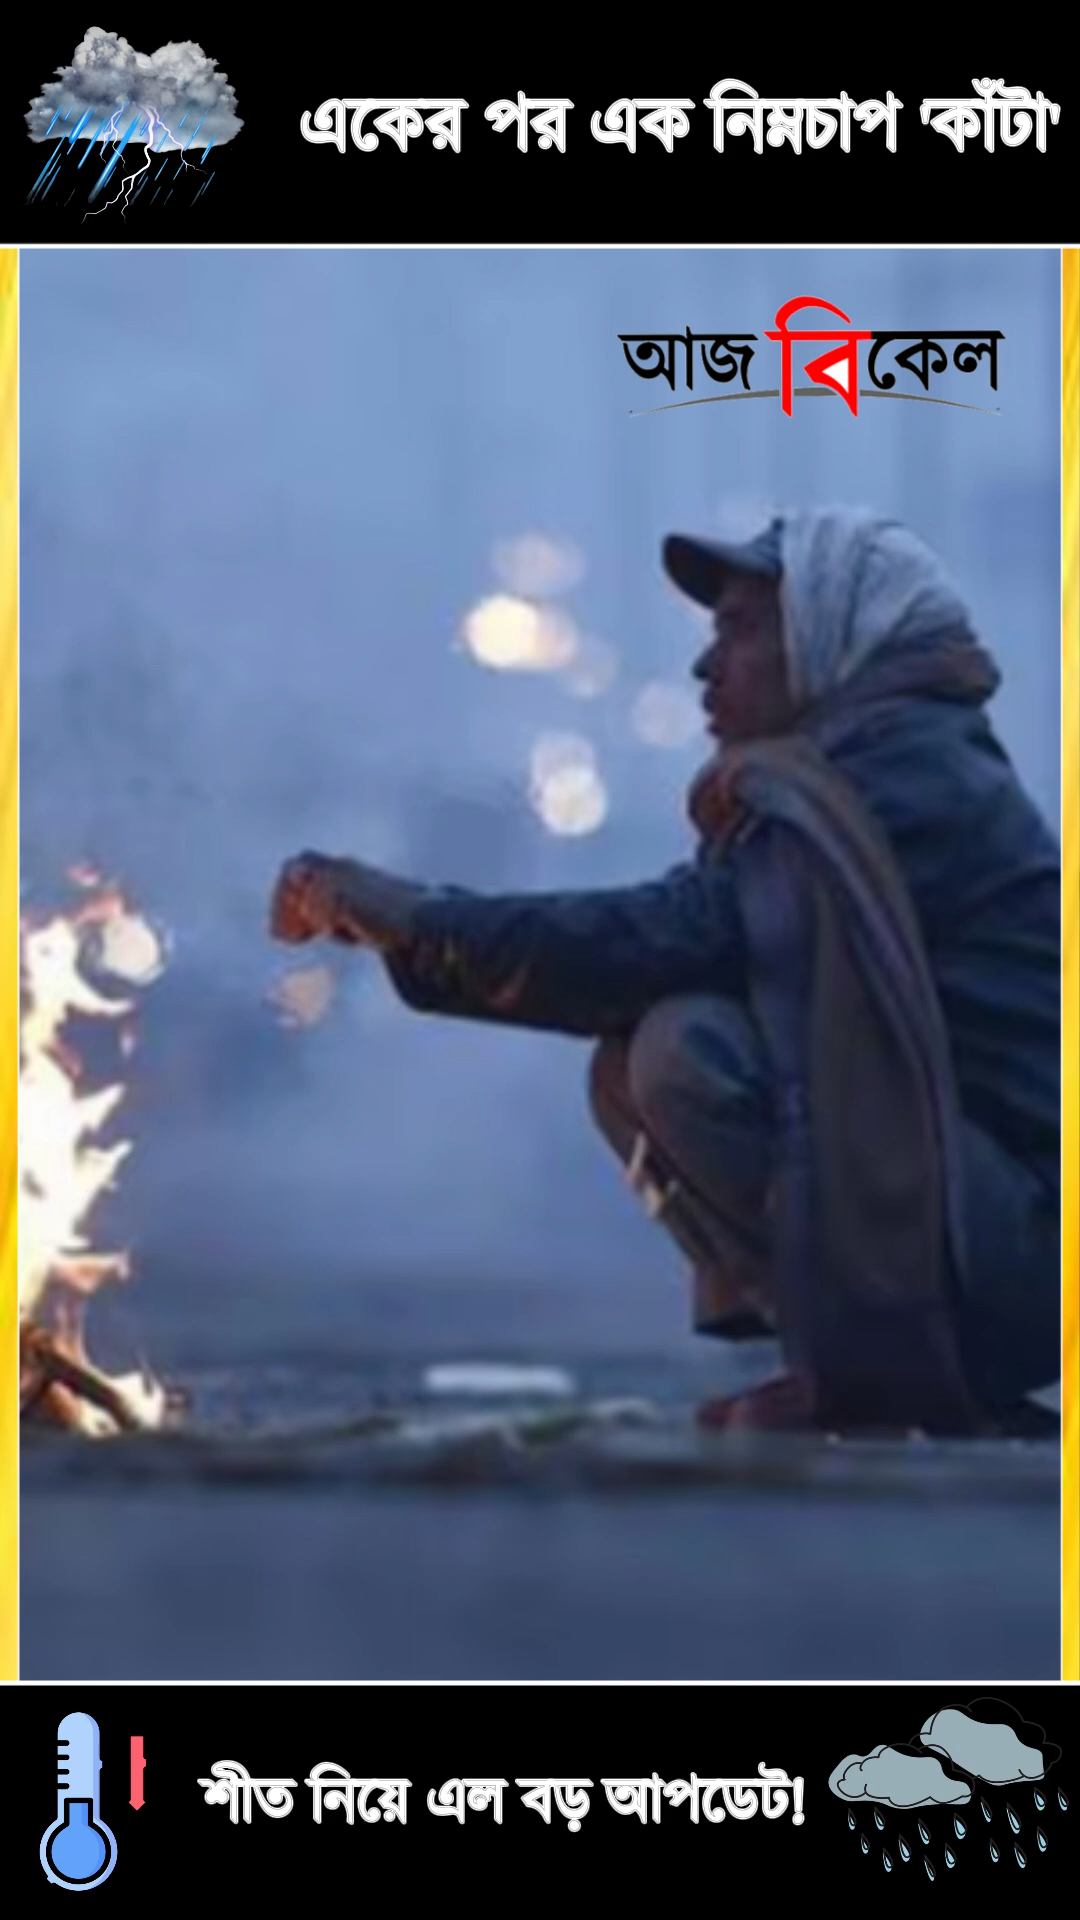 একের পর এক নিম্নচাপ 'কাঁটা'
আজ বিকেল
শীত নিয়ে এল বড় আপডেট!